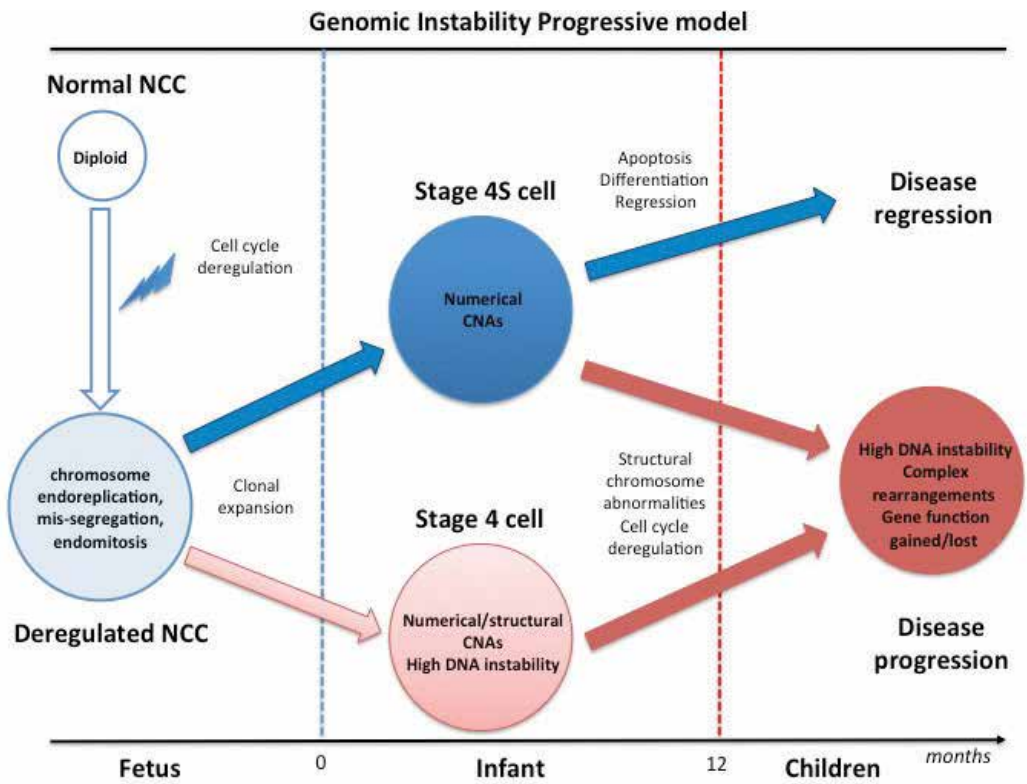 Genomic Instability Progressive model
Normal NCC
Diploid
Cell cycle
deregulation
chromosome
endoreplication,
mis-segregation,
endomitosis
Deregulated NCC
Clonal
expansion
Stage 4S cell
Numerical
CNAs
Stage 4 cell
Numerical/structural
CNAs
High DNA instability
Apoptosis
Differentiation
Regression
Structural
chromosome
abnormalities
Cell cycle
deregulation
Disease
regression
High DNA instability
Complex
rearrangements
Gene function
gained/lost
Disease
progression
Fetus
0
Infant
12
Children
months